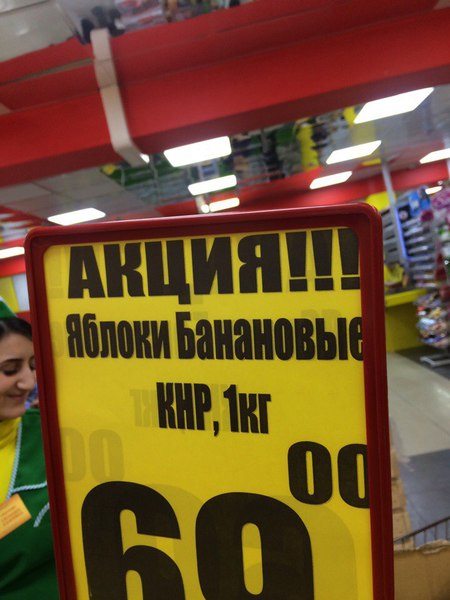 АКЦИЯ!!!
Яблоки Банановые
КНР, 1кг
69 00